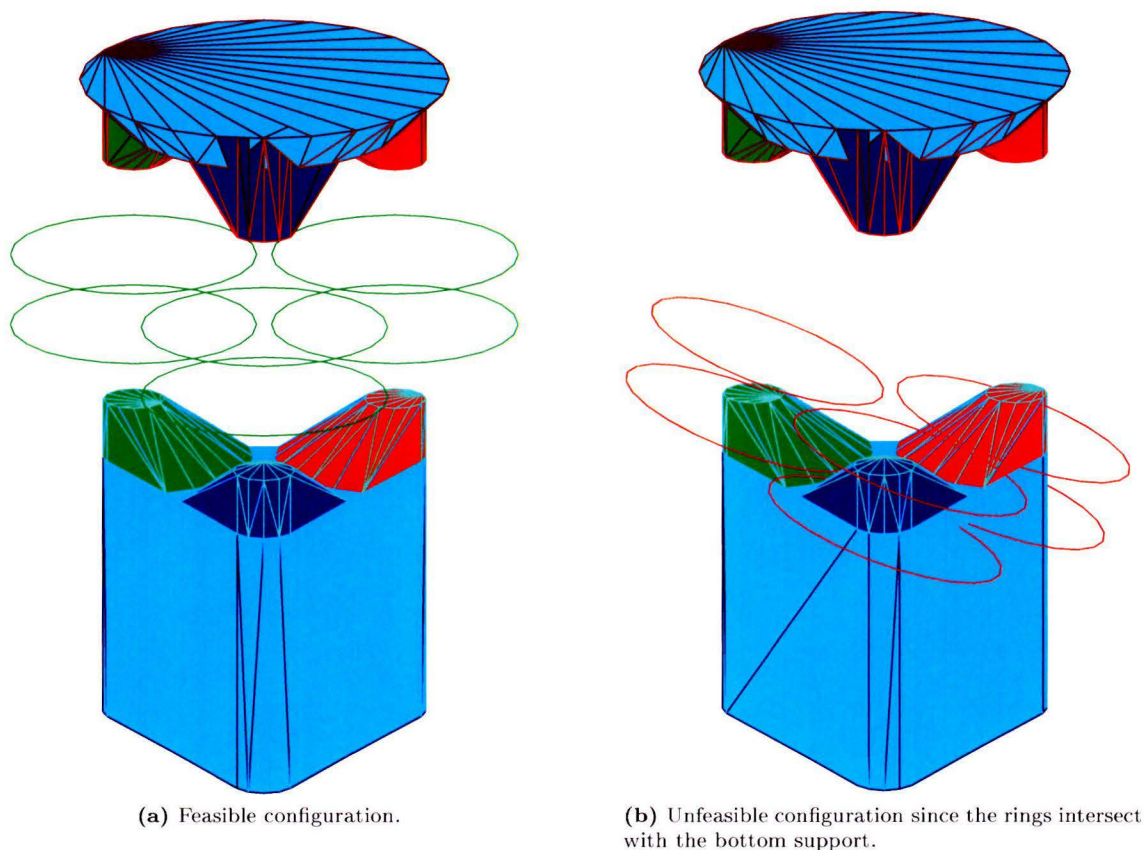 (a) Feasible configuration.
(b) Unfeasible configuration since the rings intersect
with the bottom support.